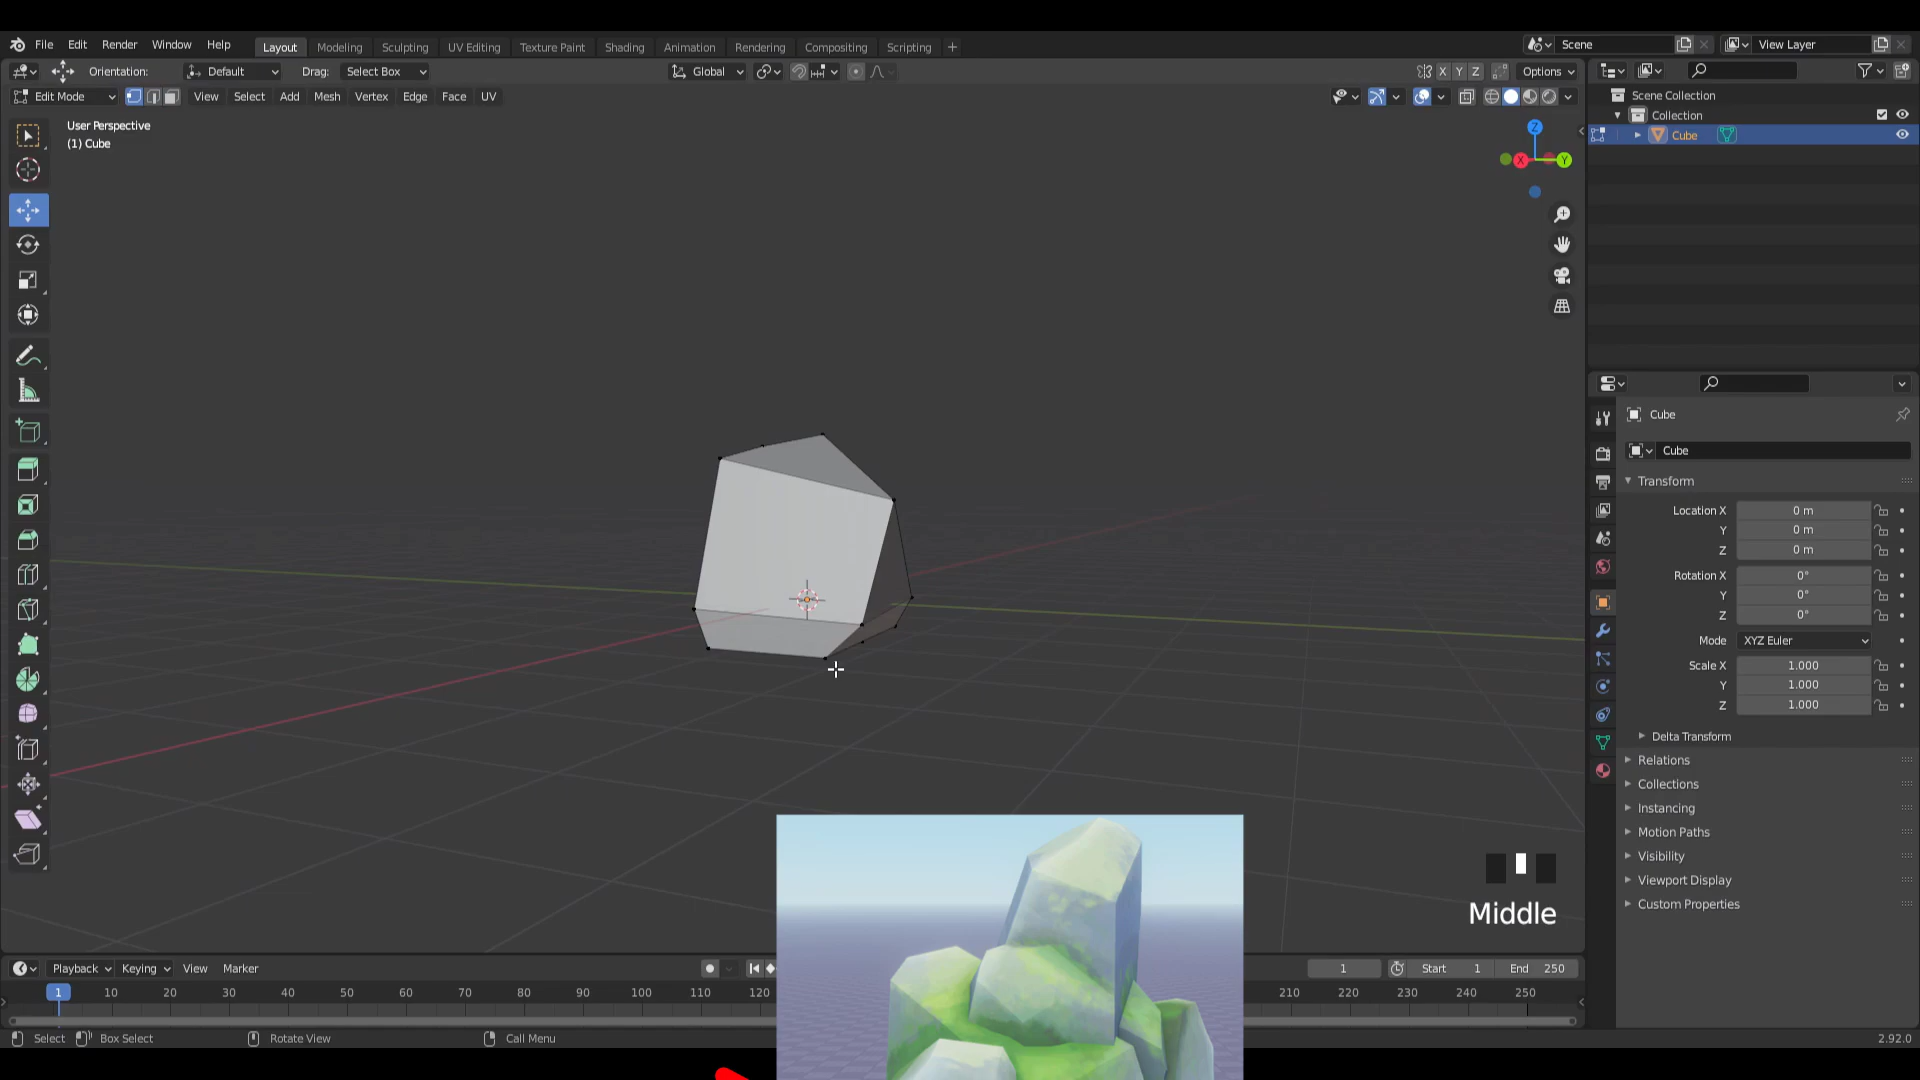 File Edit Render Window Help Layout Modeling Sculpting UV Editing Texture Paint Shading Animation Rendering Compositing Scripting + Scene View Layer
Orientation: Default Drag: Select Box Global X Y Z Options
Edit Mode View Select Add Mesh Vertex Edge Face UV
Scene Collection
Collection
Cube
User Perspective
(1) Cube
Z
X
Y
Cube
Cube
Transform
Location X 0 m
Y 0 m
Z 0 m
Rotation X 0°
Y 0°
Z 0°
Mode XYZ Euler
Scale X 1.000
Y 1.000
Z 1.000
Delta Transform
Relations
Collections
Instancing
Motion Paths
Visibility
Viewport Display
Custom Properties
Middle
Playback Keying View Marker 1 Start 1 End 250
1 10 20 30 40 50 60 70 80 90 100 110 120 210 220 230 240 250
Select Box Select Rotate View Call Menu 2.92.0